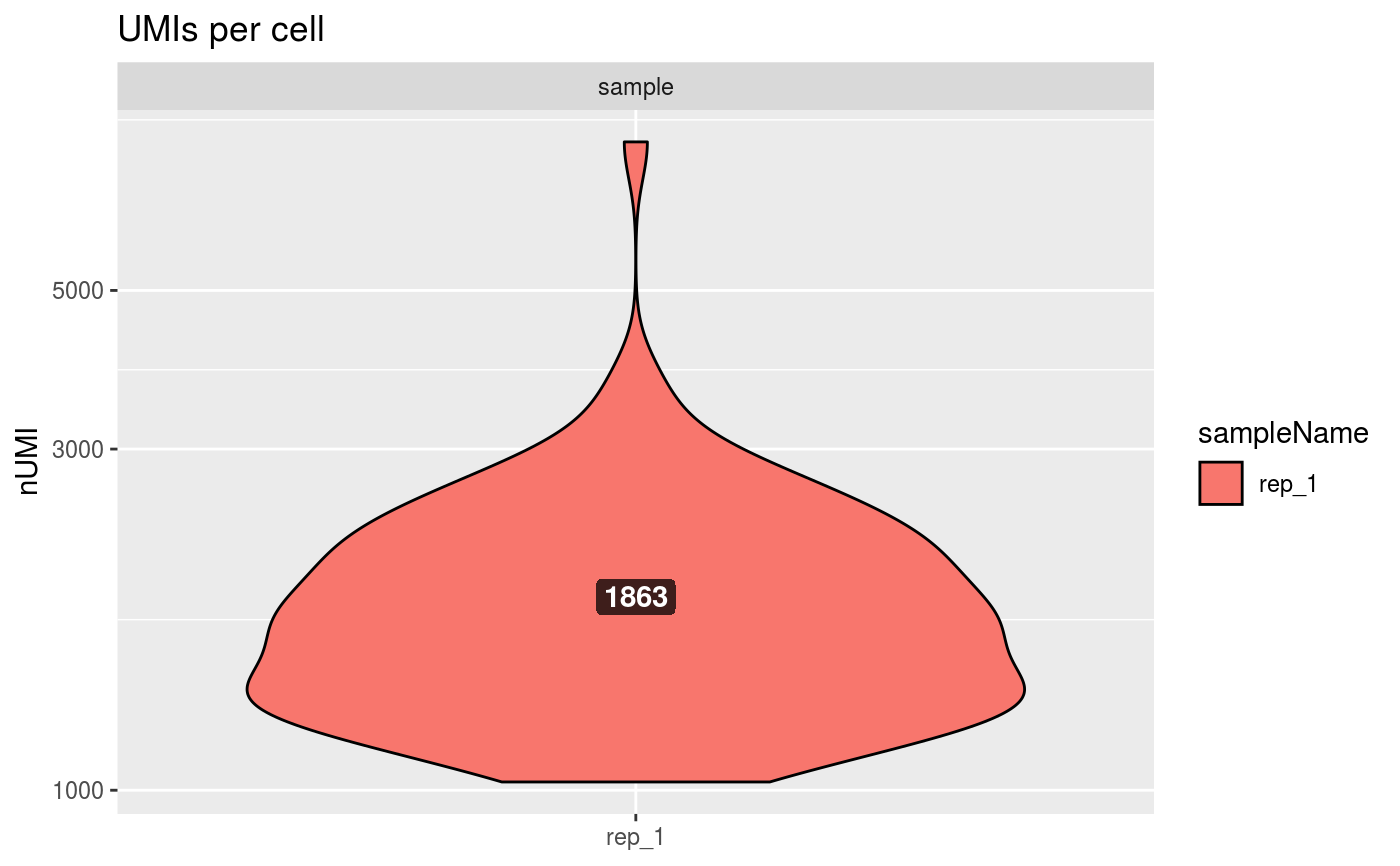 UMIs per cell
sample
5000
3000
1000
nUMI
1863
rep_1
sampleName
rep_1